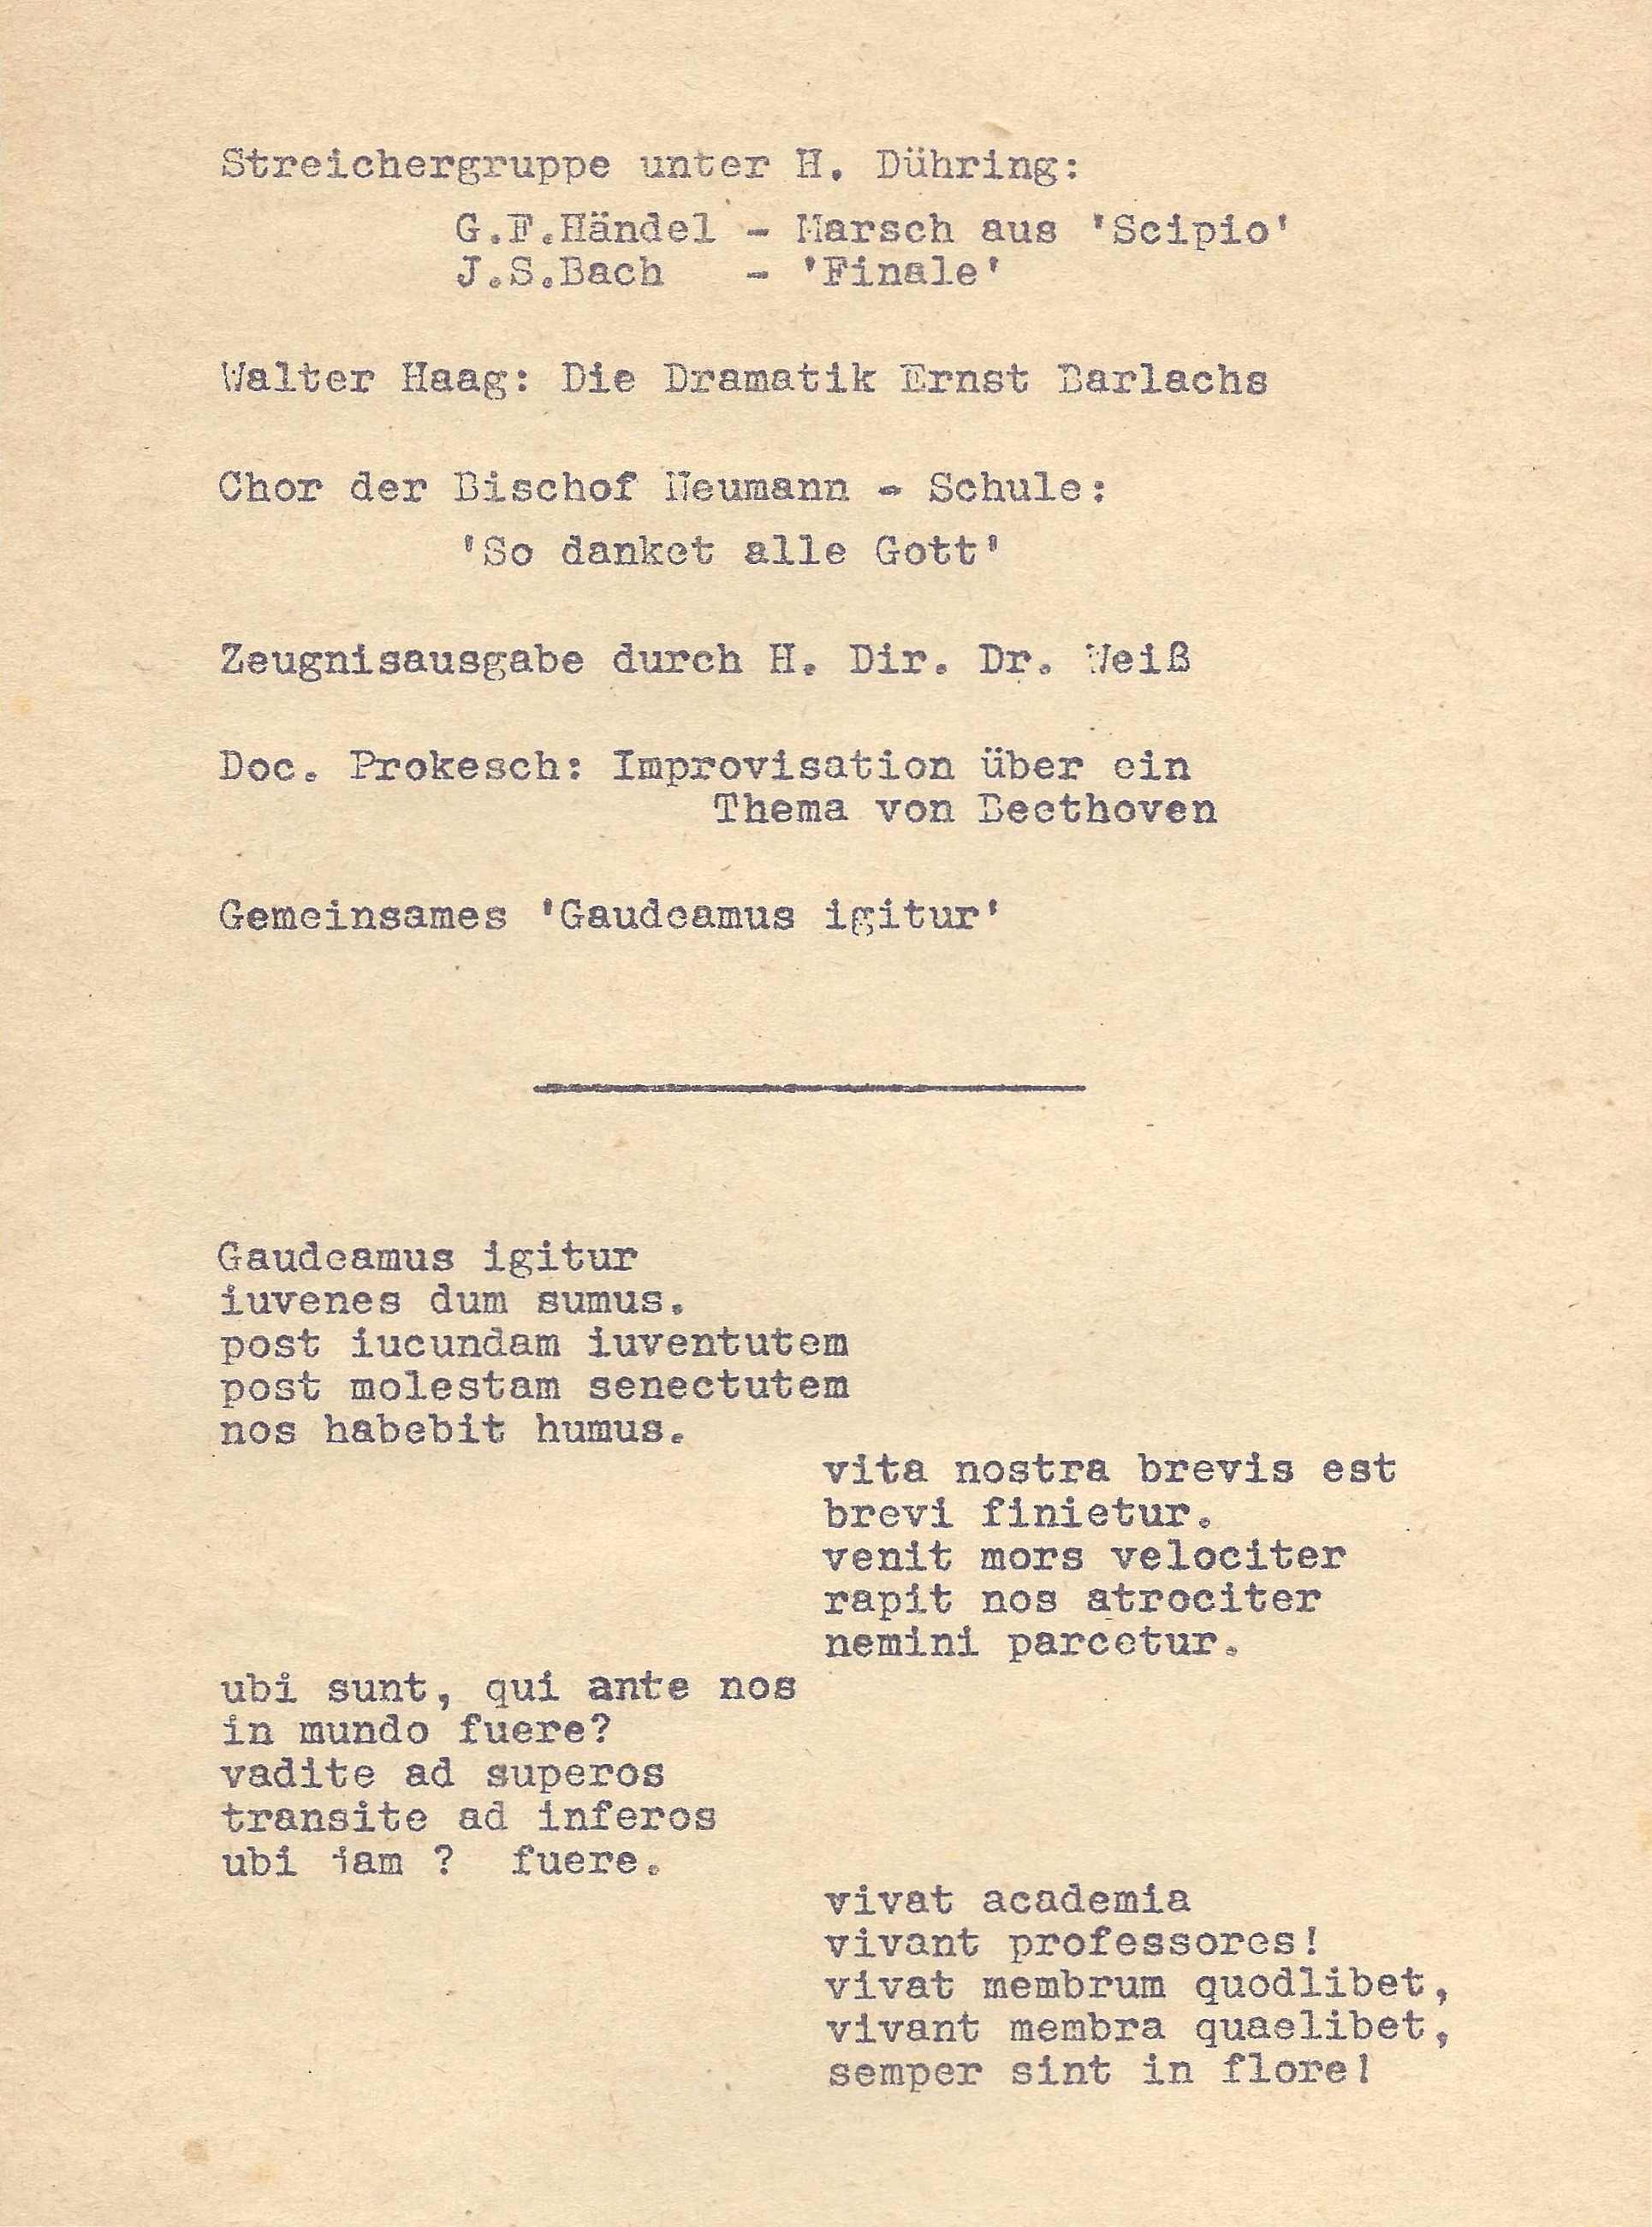 Streichergruppe unter H. Dühring:
G.F.Händel - Marsch aus 'Scipio'
J.S.Bach - 'Finale'
Walter Haag: Die Dramatik Ernst Barlachs
Chor der Bischof Neumann - Schule:
'So danket alle Gott'
Zeugnisausgabe durch H. Dir. Dr. Weiß
Doc. Prokesch: Improvisation über ein
Thema von Beethoven
Gemeinsames 'Gaudeamus igitur'
Gaudeamus igitur
iuvenes dum sumus.
post iucundam iuventutem
post molestam senectutem
nos habebit humus.
vita nostra brevis est
brevi finietur.
venit mors velociter
rapit nos atrociter
nemini parcetur.
ubi sunt, qui ante nos
in mundo fuere?
vadite ad superos
transite ad inferos
ubi iam ? fuere.
vivat academia
vivant professores!
vivat membrum quodlibet,
vivant membra quaelibet,
semper sint in flore!